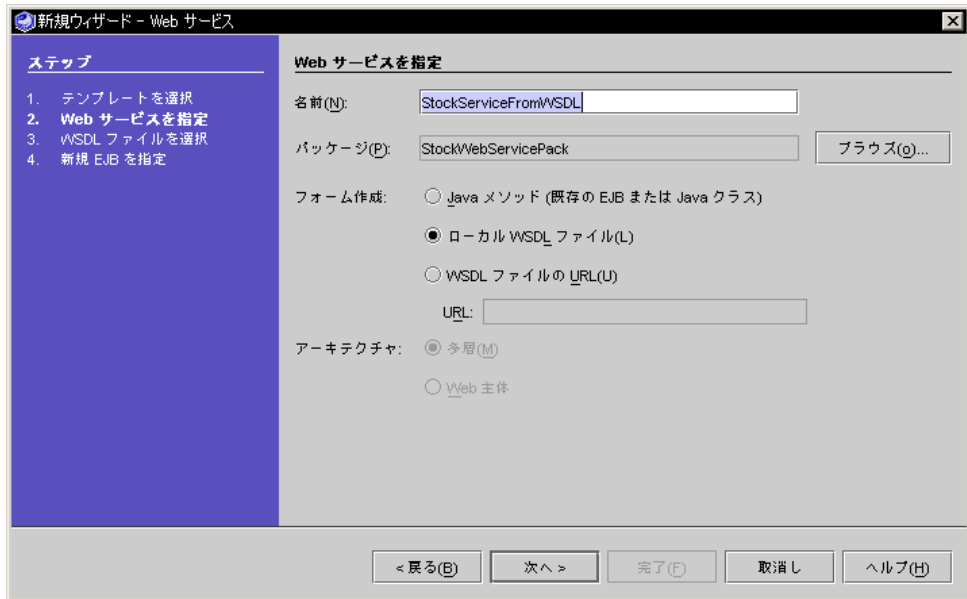 新規ウィザード - Web サービス
ステップ
1. テンプレートを選択
2. Web サービスを指定
3. WSDL ファイルを選択
4. 新規 EJB を指定
Web サービスを指定
名前(N): StockServiceFromWSDL
パッケージ(P): StockWebServicePack ブラウズ(o)...
フォーム作成: Java メソッド (既存の EJB または Java クラス)
ローカル WSDL ファイル(L)
WSDL ファイルの URL(U)
URL:
アーキテクチャ: 多層(M)
Web 主体
< 戻る(B) 次へ > 完了(F) 取消し ヘルプ(H)